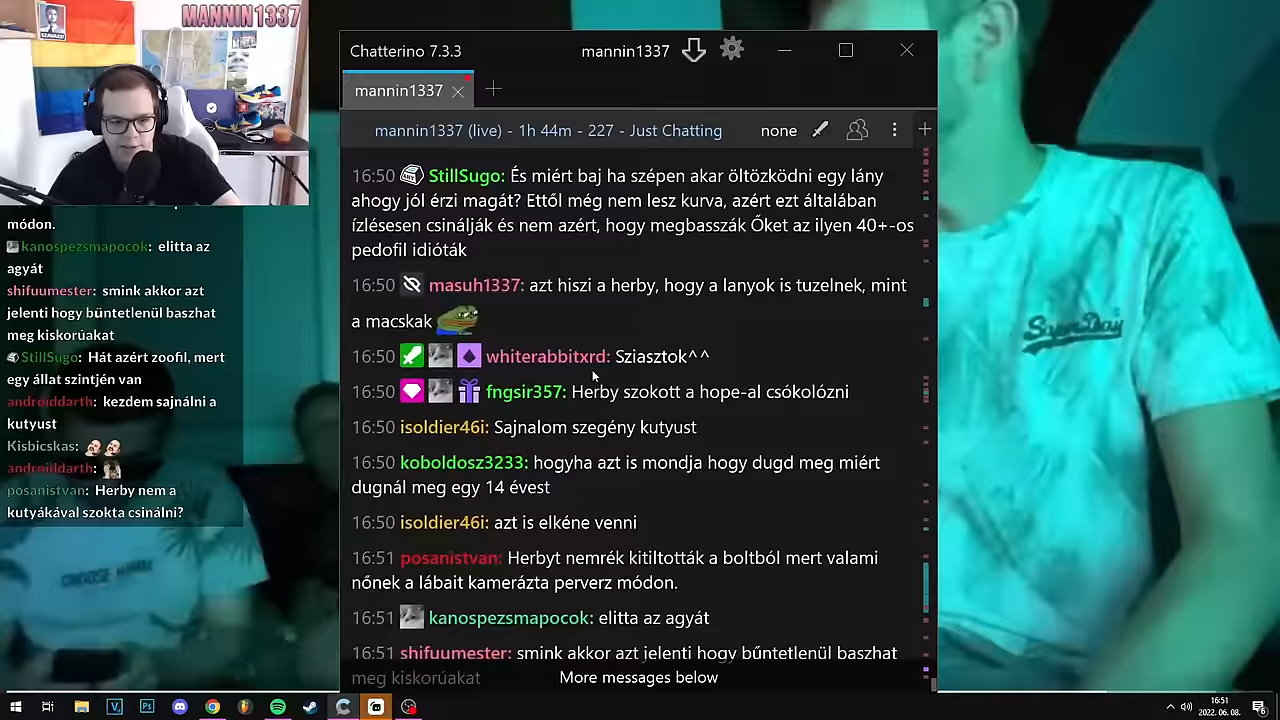 SZAVAZZ!
MANNIN1337
Chatterino 7.3.3
mannin1337
mannin1337
mannin1337 (live) - 1h 44m - 227 - Just Chatting
none
16:50 StillSugo: És miért baj ha szépen akar öltözködni egy lány
ahogy jól érzi magát? Ettől még nem lesz kurva, azért ezt általában
ízlésesen csinálják és nem azért, hogy megbasszák Őket az ilyen 40+-os
pedofil idióták
16:50 masuh1337: azt hiszi a herby, hogy a lanyok is tuzelnek, mint
a macskak
16:50 whiterabbitxrd: Sziasztok^^
16:50 fngsir357: Herby szokott a hope-al csókolózni
16:50 isoldier46i: Sajnalom szegény kutyust
16:50 koboldosz3233: hogyha azt is mondja hogy dugd meg miért
dugnál meg egy 14 évest
16:50 isoldier46i: azt is elkéne venni
16:51 posanistvan: Herbyt nemrék kitiltották a boltból mert valami
nőnek a lábait kamerázta perverz módon.
16:51 kanospezsmapocok: elitta az agyát
16:51 shifuumester: smink akkor azt jelenti hogy bűntetlenül baszhat
meg kiskorúakat
More messages below
módon.
kanospezsmapocok: elitta az
agyát
shifuumester: smink akkor azt
jelenti hogy bűntetlenül baszhat
meg kiskorúakat
StillSugo: Hát azért zoofil, mert
egy állat szintjén van
androiddarth: kezdem sajnálni a
kutyust
Kisbicskas:
androiddarth:
posanistvan: Herby nem a
kutyákával szokta csinálni?
16:51
2022. 06. 08.